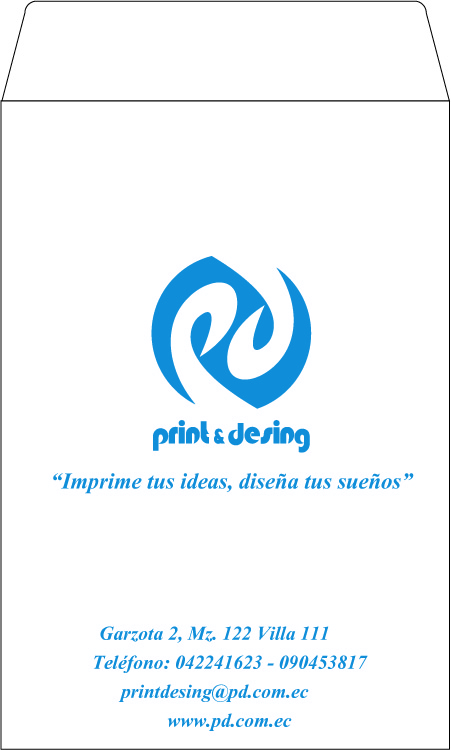 print & desing
“Imprime tus ideas, diseña tus sueños”
Garzota 2, Mz. 122 Villa 111
Teléfono: 042241623 - 090453817
printdesing@pd.com.ec
www.pd.com.ec